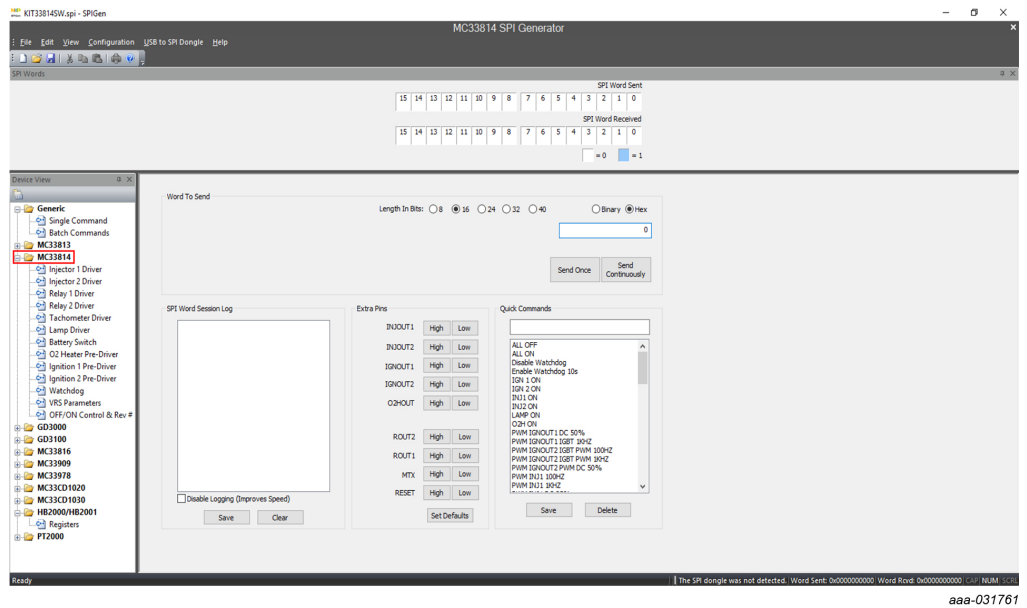 KIT33814SW.spi - SPIGen
MC33814 SPI Generator
File Edit View Configuration USB to SPI Dongle Help
SPI Words
SPI Word Sent
15 14 13 12 11 10 9 8 7 6 5 4 3 2 1 0
SPI Word Received
15 14 13 12 11 10 9 8 7 6 5 4 3 2 1 0
= 0 = 1
Device View
Generic
Single Command
Batch Commands
MC33813
MC33814
Injector 1 Driver
Injector 2 Driver
Relay 1 Driver
Relay 2 Driver
Tachometer Driver
Lamp Driver
Battery Switch
O2 Heater Pre-Driver
Ignition 1 Pre-Driver
Ignition 2 Pre-Driver
Watchdog
VRS Parameters
OFF/ON Control & Rev #
GD3000
GD3100
MC33816
MC33909
MC33978
MC33CD1020
MC33CD1030
HB2000/HB2001
Registers
PT2000
Word To Send
Length In Bits: 8 16 24 32 40 Binary Hex
0
Send Once Send Continuously
SPI Word Session Log
Disable Logging (Improves Speed)
Save Clear
Extra Pins
INJOUT1 High Low
INJOUT2 High Low
IGNOUT1 High Low
IGNOUT2 High Low
O2HOUT High Low
ROUT2 High Low
ROUT1 High Low
MTX High Low
RESET High Low
Set Defaults
Quick Commands
ALL OFF
ALL ON
Disable Watchdog
Enable Watchdog 10s
IGN 1 ON
IGN 2 ON
INJ1 ON
INJ2 ON
LAMP ON
O2H ON
PWM IGNOUT1 DC 50%
PWM IGNOUT1 IGBT 1KHZ
PWM IGNOUT2 IGBT PWM 100HZ
PWM IGNOUT2 IGBT PWM 1KHZ
PWM IGNOUT2 PWM DC 50%
PWM INJ1 100HZ
PWM INJ1 1KHZ
Save Delete
Ready
The SPI dongle was not detected. Word Sent: 0x0000000000 Word Rcvd: 0x0000000000 CAP NUM SCRL
aaa-031761